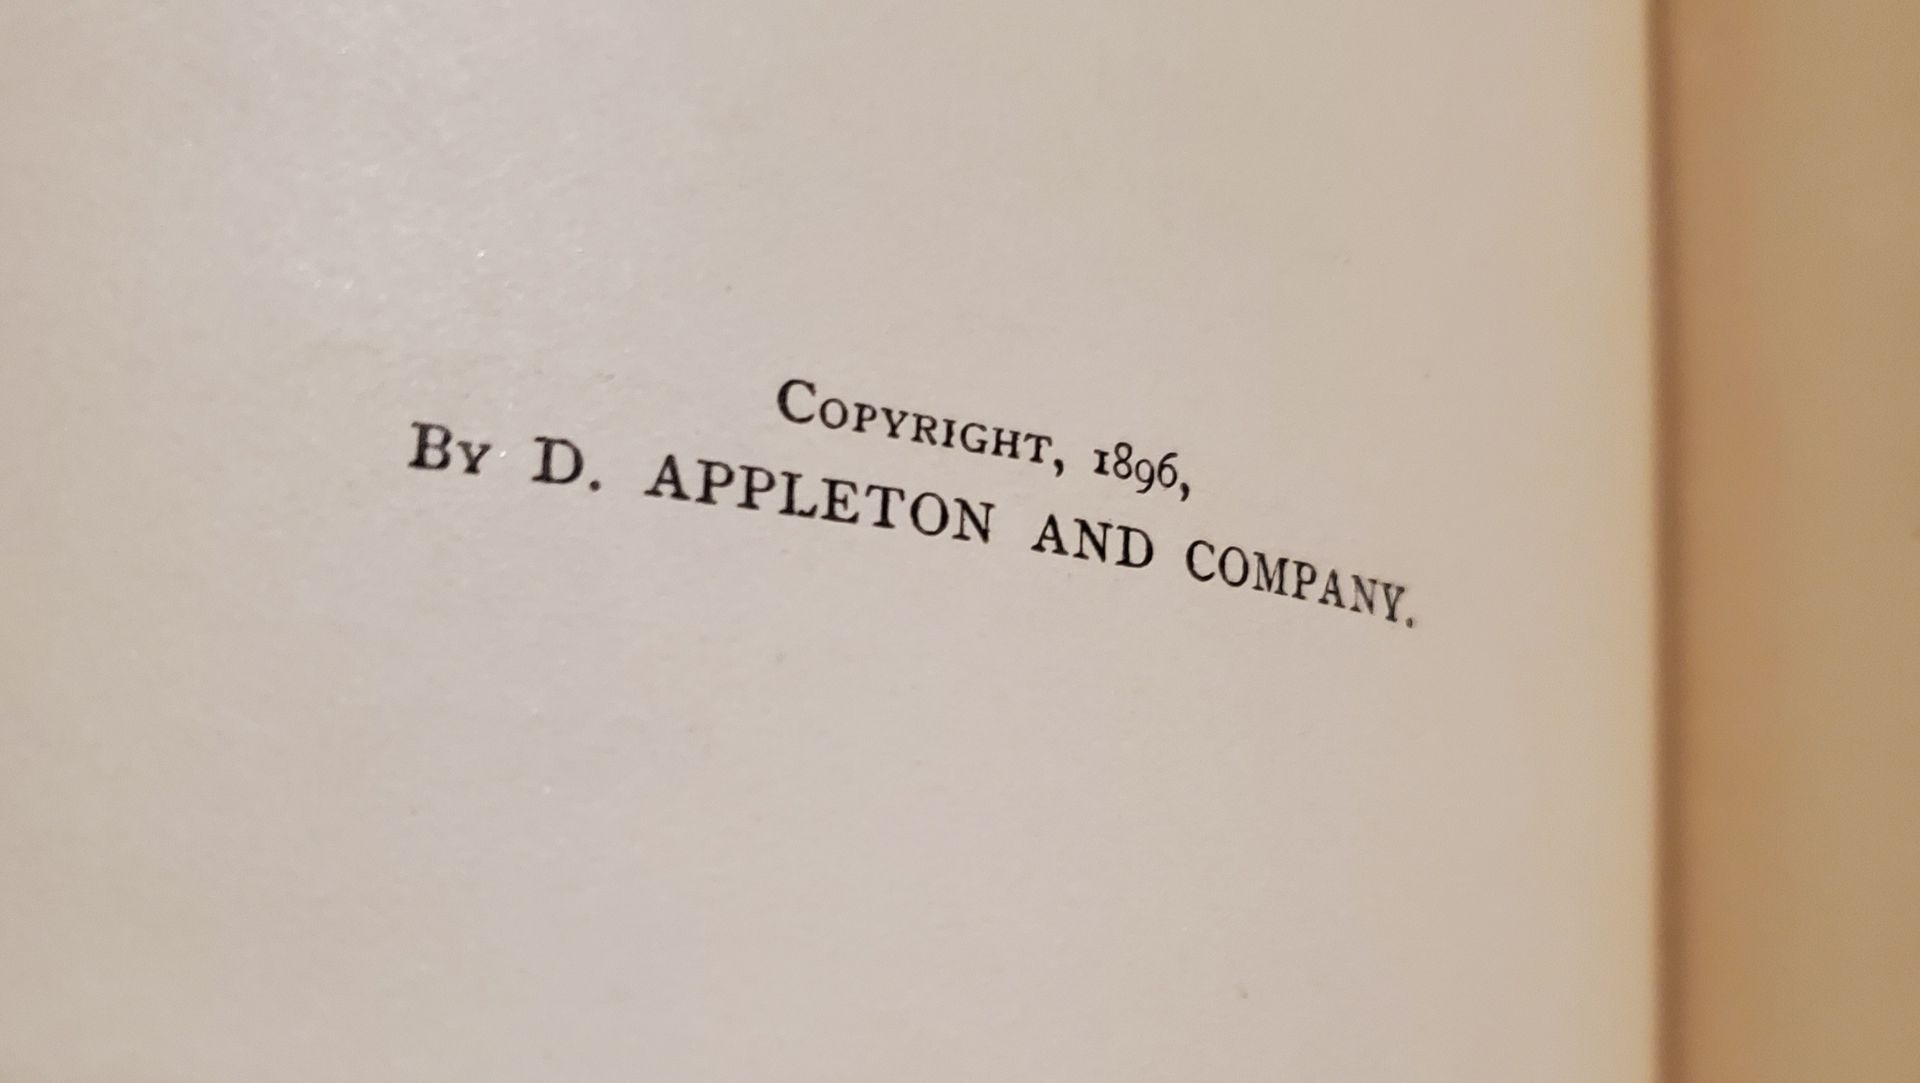 Copyright, 1896,
By D. APPLETON AND COMPANY.